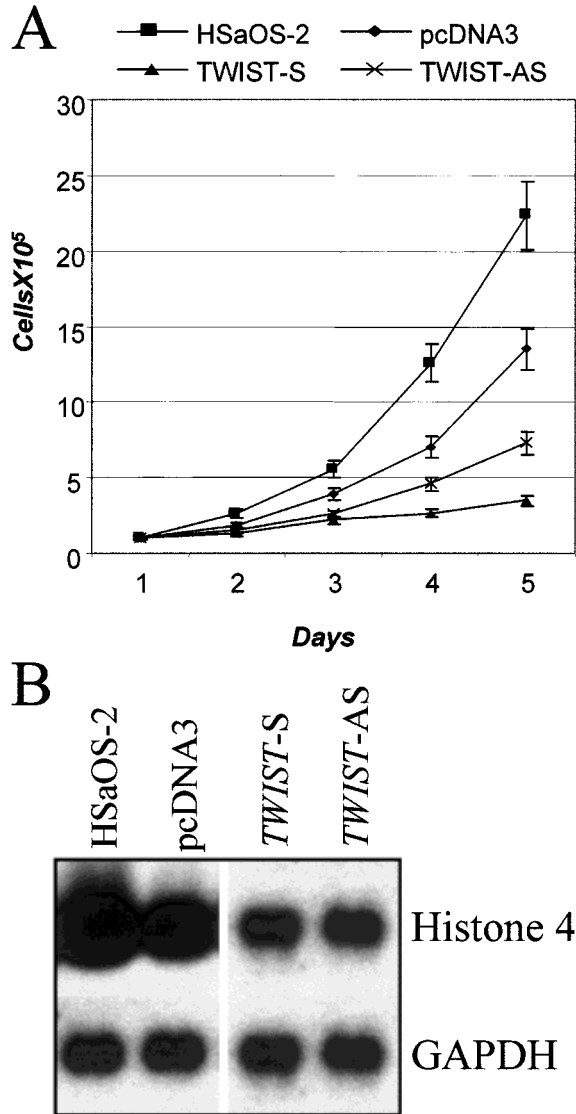 A
HSaOS-2 pcDNA3
TWIST-S TWIST-AS
30
25
20
15
10
5
0
CellsX10⁵
1 2 3 4 5
Days
B
HSaOS-2 pcDNA3 TWIST-S TWIST-AS
Histone 4
GAPDH